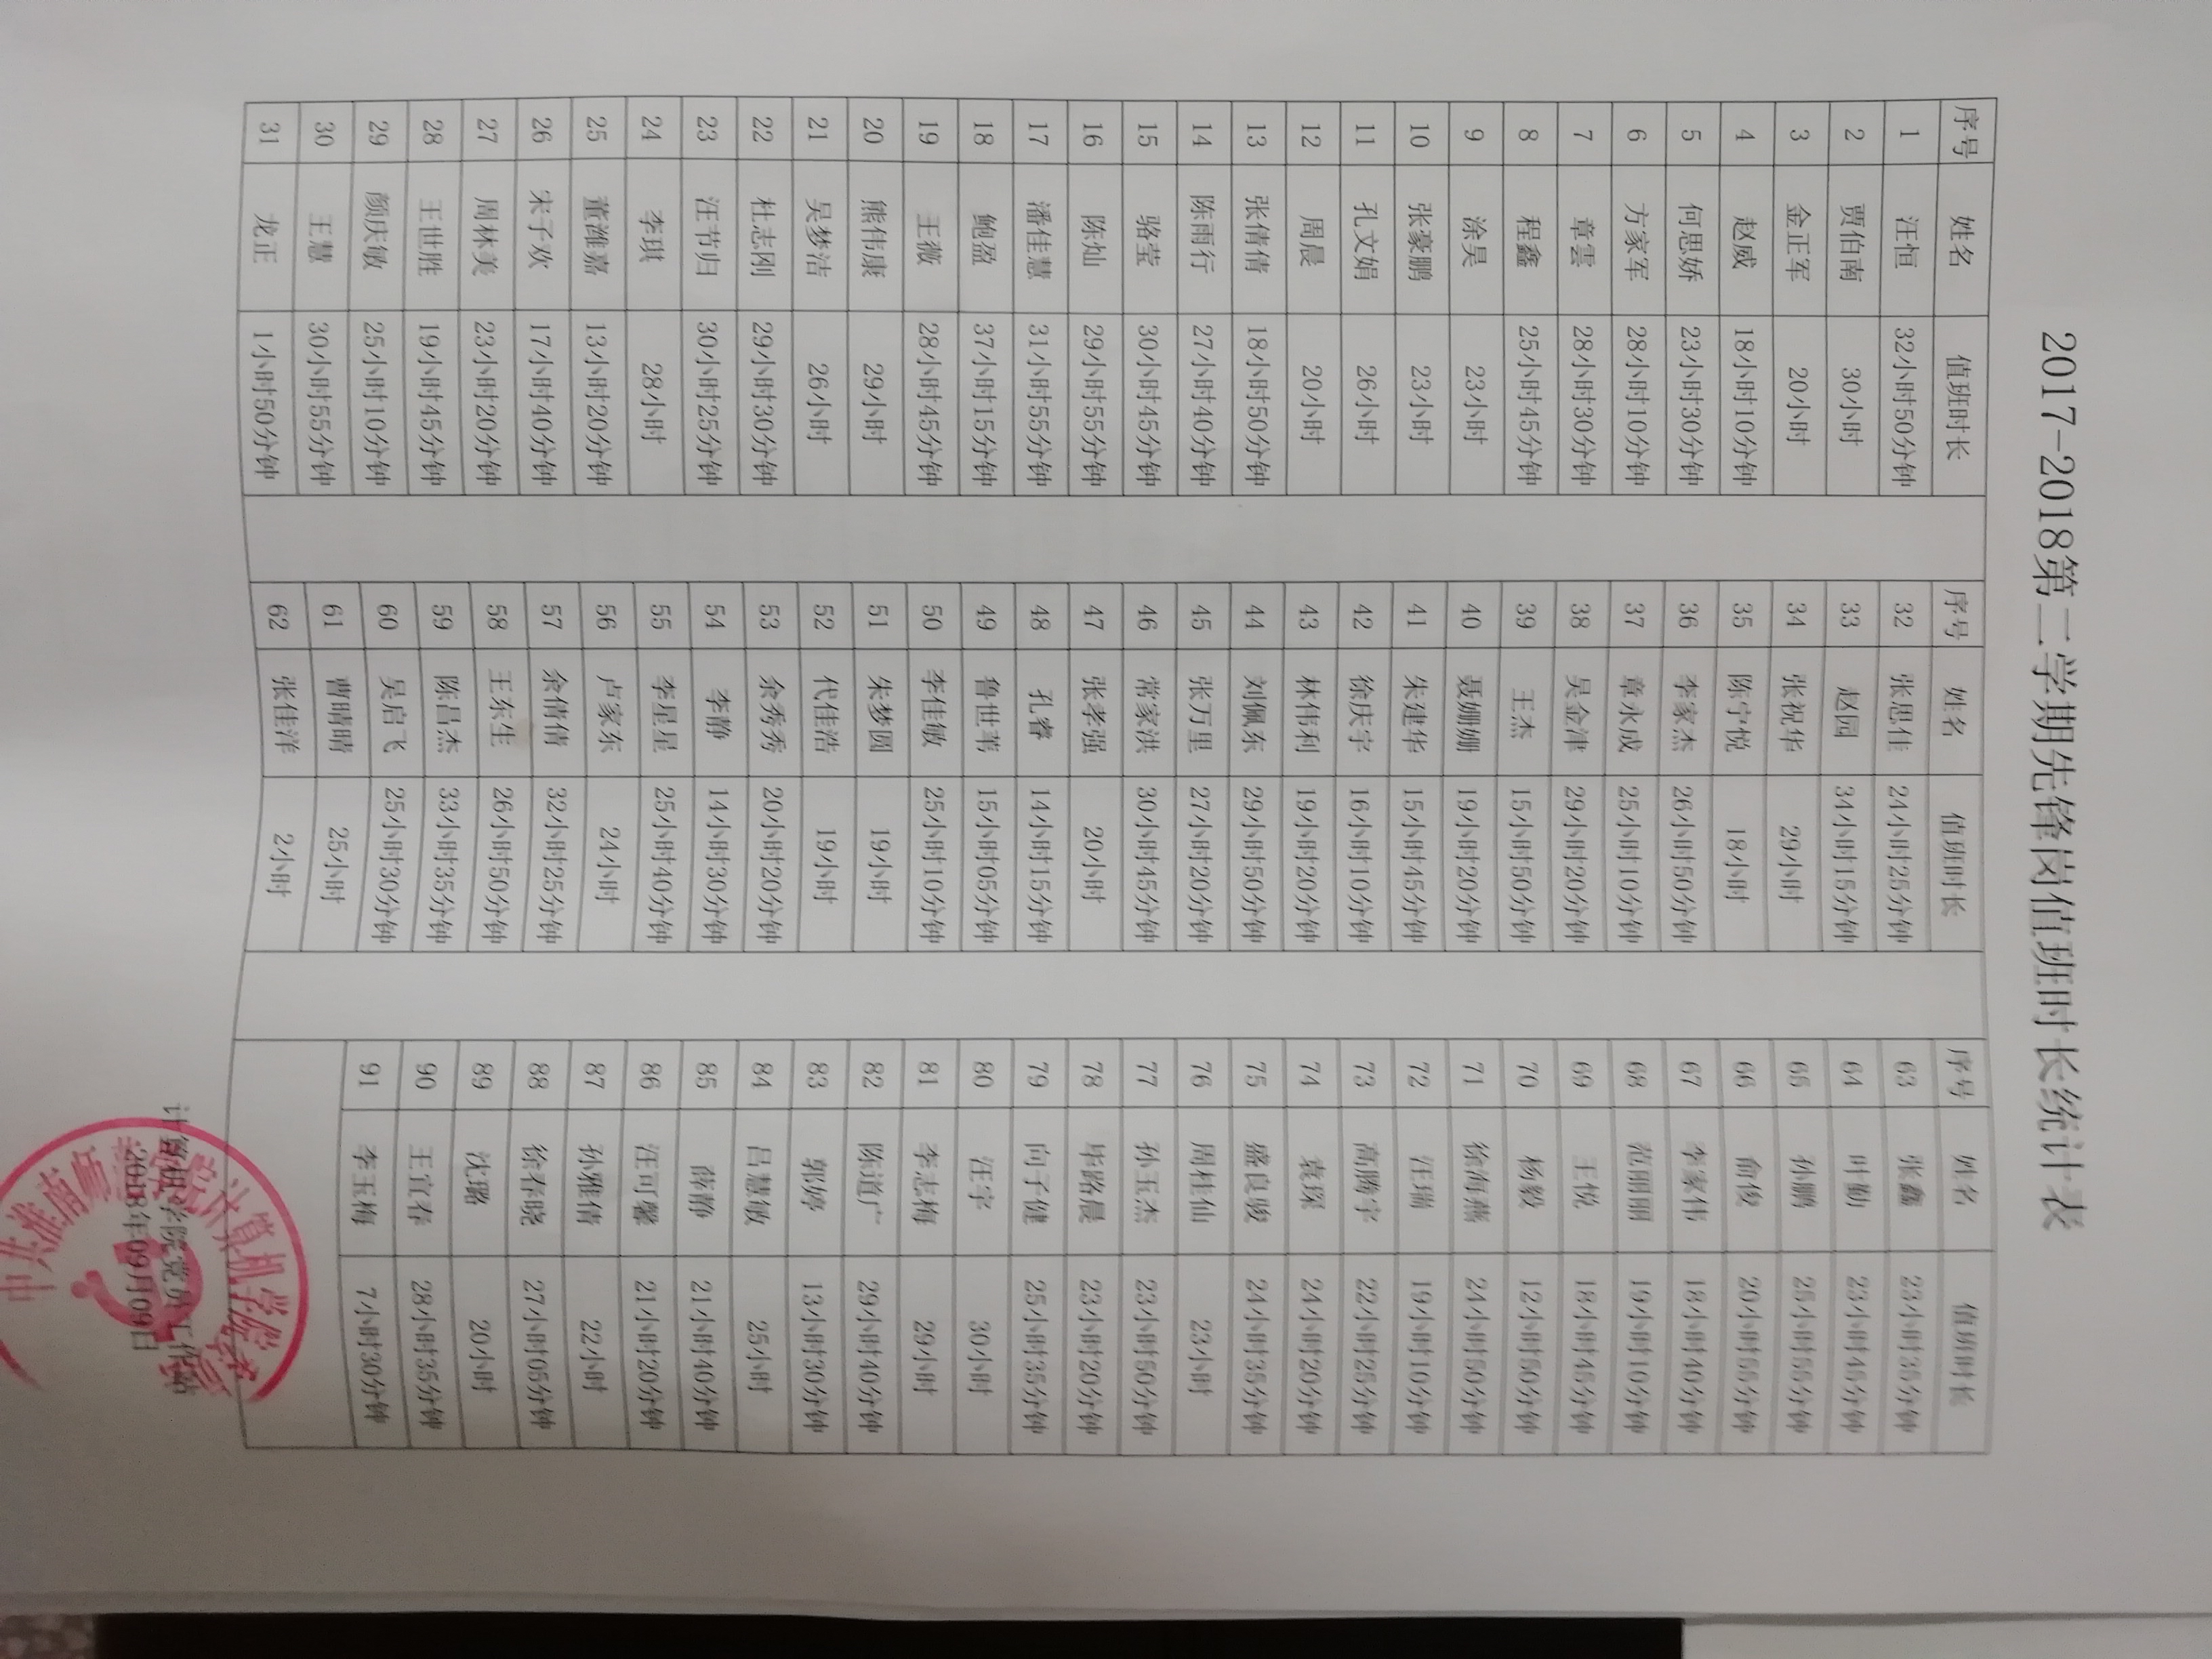 2017-2018第二学期先锋岗值班时长统计表
序号 姓名 值班时长 序号 姓名 值班时长 序号 姓名 值班时长
1 汪恒 32小时50分钟 32 张思佳 24小时25分钟 63 张鑫 23小时35分钟
2 贾伯南 30小时 33 赵园 34小时15分钟 64 叶勤 23小时45分钟
3 金正军 20小时 34 张祝华 29小时 65 孙鹏 25小时55分钟
4 赵威 18小时10分钟 35 陈宁悦 18小时 66 俞俊 20小时55分钟
5 何思娇 23小时30分钟 36 李家杰 26小时50分钟 67 李家伟 18小时40分钟
6 方家军 28小时10分钟 37 章永成 25小时10分钟 68 范明丽 19小时10分钟
7 章雲 28小时30分钟 38 吴金津 29小时20分钟 69 王悦 18小时45分钟
8 程鑫 25小时45分钟 39 王杰 15小时50分钟 70 杨毅 12小时50分钟
9 涂昊 23小时 40 聂姗姗 19小时20分钟 71 徐海燕 24小时50分钟
10 张豪鹏 23小时 41 朱建华 15小时45分钟 72 汪瑞 19小时10分钟
11 孔文娟 26小时 42 徐庆宇 16小时10分钟 73 高腾宇 22小时25分钟
12 周晨 20小时 43 林伟利 19小时20分钟 74 袁琛 24小时20分钟
13 张倩倩 18小时50分钟 44 刘佩东 29小时50分钟 75 盛良骏 24小时35分钟
14 陈雨行 27小时40分钟 45 张万里 27小时20分钟 76 周桂仙 23小时
15 骆莹 30小时45分钟 46 常家洪 30小时45分钟 77 孙玉杰 23小时50分钟
16 陈灿 29小时55分钟 47 张孝强 20小时 78 毕路晨 23小时20分钟
17 潘佳慧 31小时55分钟 48 孔睿 14小时15分钟 79 向子健 25小时35分钟
18 鲍盈 37小时15分钟 49 鲁世苇 15小时05分钟 80 汪宇 30小时
19 王薇 28小时45分钟 50 李佳敏 25小时10分钟 81 李志梅 29小时
20 熊伟康 29小时 51 朱梦圆 19小时 82 陈道广 29小时40分钟
21 吴梦洁 26小时 52 代佳浩 19小时 83 郭婷 13小时30分钟
22 杜志刚 29小时30分钟 53 余秀秀 20小时20分钟 84 吕慧敏 25小时
23 汪节归 30小时25分钟 54 李静 14小时30分钟 85 薛静 21小时40分钟
24 李琪 28小时 55 李星星 25小时40分钟 86 汪可馨 21小时20分钟
25 董潍嘉 13小时20分钟 56 卢家东 24小时 87 孙雅倩 22小时
26 宋子欢 17小时40分钟 57 余倩倩 32小时25分钟 88 徐春晓 27小时05分钟
27 周林美 23小时20分钟 58 王东生 26小时50分钟 89 沈璐 20小时
28 王世胜 19小时45分钟 59 陈昌杰 33小时35分钟 90 王宜春 28小时35分钟
29 颜庆敏 25小时10分钟 60 吴启飞 25小时30分钟 91 李玉梅 7小时30分钟
30 王慧 30小时55分钟 61 曹晴晴 25小时
31 龙正 1小时50分钟 62 张佳洋 2小时
计算机学院党员工作站
2018年09月09日
中共淮南师范学院计算机学院委员会